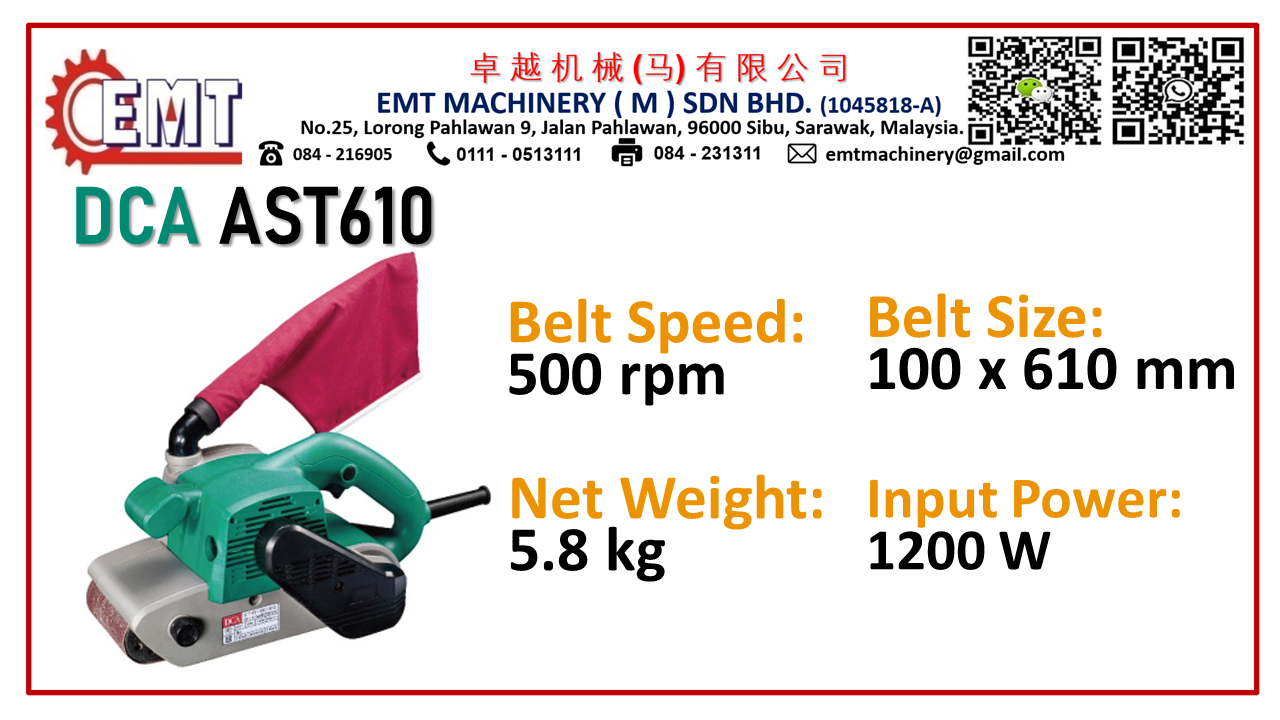 EMT
卓越机械(马)有限公司
EMT MACHINERY ( M ) SDN BHD. (1045818-A)
No.25, Lorong Pahlawan 9, Jalan Pahlawan, 96000 Sibu, Sarawak, Malaysia.
084 - 216905 0111 - 0513111 084 - 231311 emtmachinery@gmail.com
DCA AST610
Belt Speed:
500 rpm
Belt Size:
100 x 610 mm
Net Weight:
5.8 kg
Input Power:
1200 W
DCA